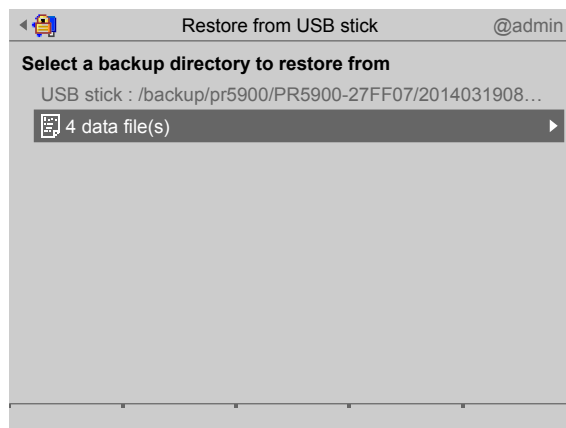 Restore from USB stick @admin
Select a backup directory to restore from
USB stick : /backup/pr5900/PR5900-27FF07/2014031908…
4 data file(s)